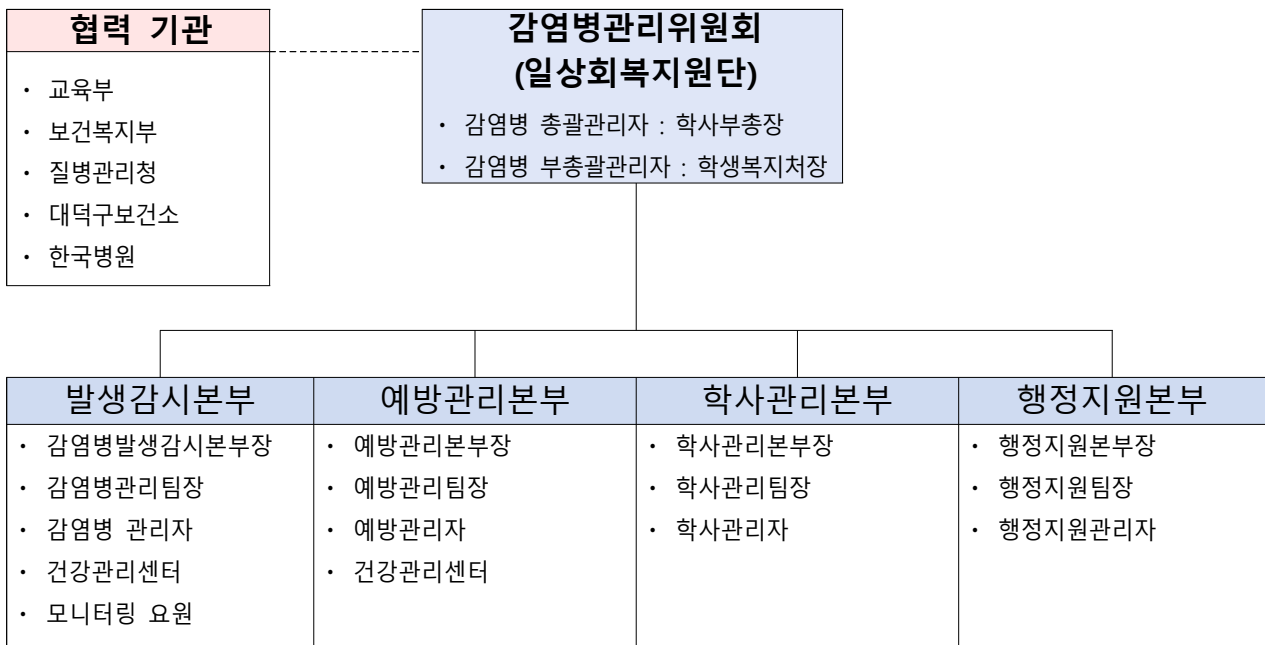 협력 기관
· 교육부
· 보건복지부
· 질병관리청
· 대덕구보건소
· 한국병원
감염병관리위원회
(일상회복지원단)
· 감염병 총괄관리자 : 학사부총장
· 감염병 부총괄관리자 : 학생복지처장
발생감시본부
· 감염병발생감시본부장
· 감염병관리팀장
· 감염병 관리자
· 건강관리센터
· 모니터링 요원
예방관리본부
· 예방관리본부장
· 예방관리팀장
· 예방관리자
· 건강관리센터
학사관리본부
· 학사관리본부장
· 학사관리팀장
· 학사관리자
행정지원본부
· 행정지원본부장
· 행정지원팀장
· 행정지원관리자